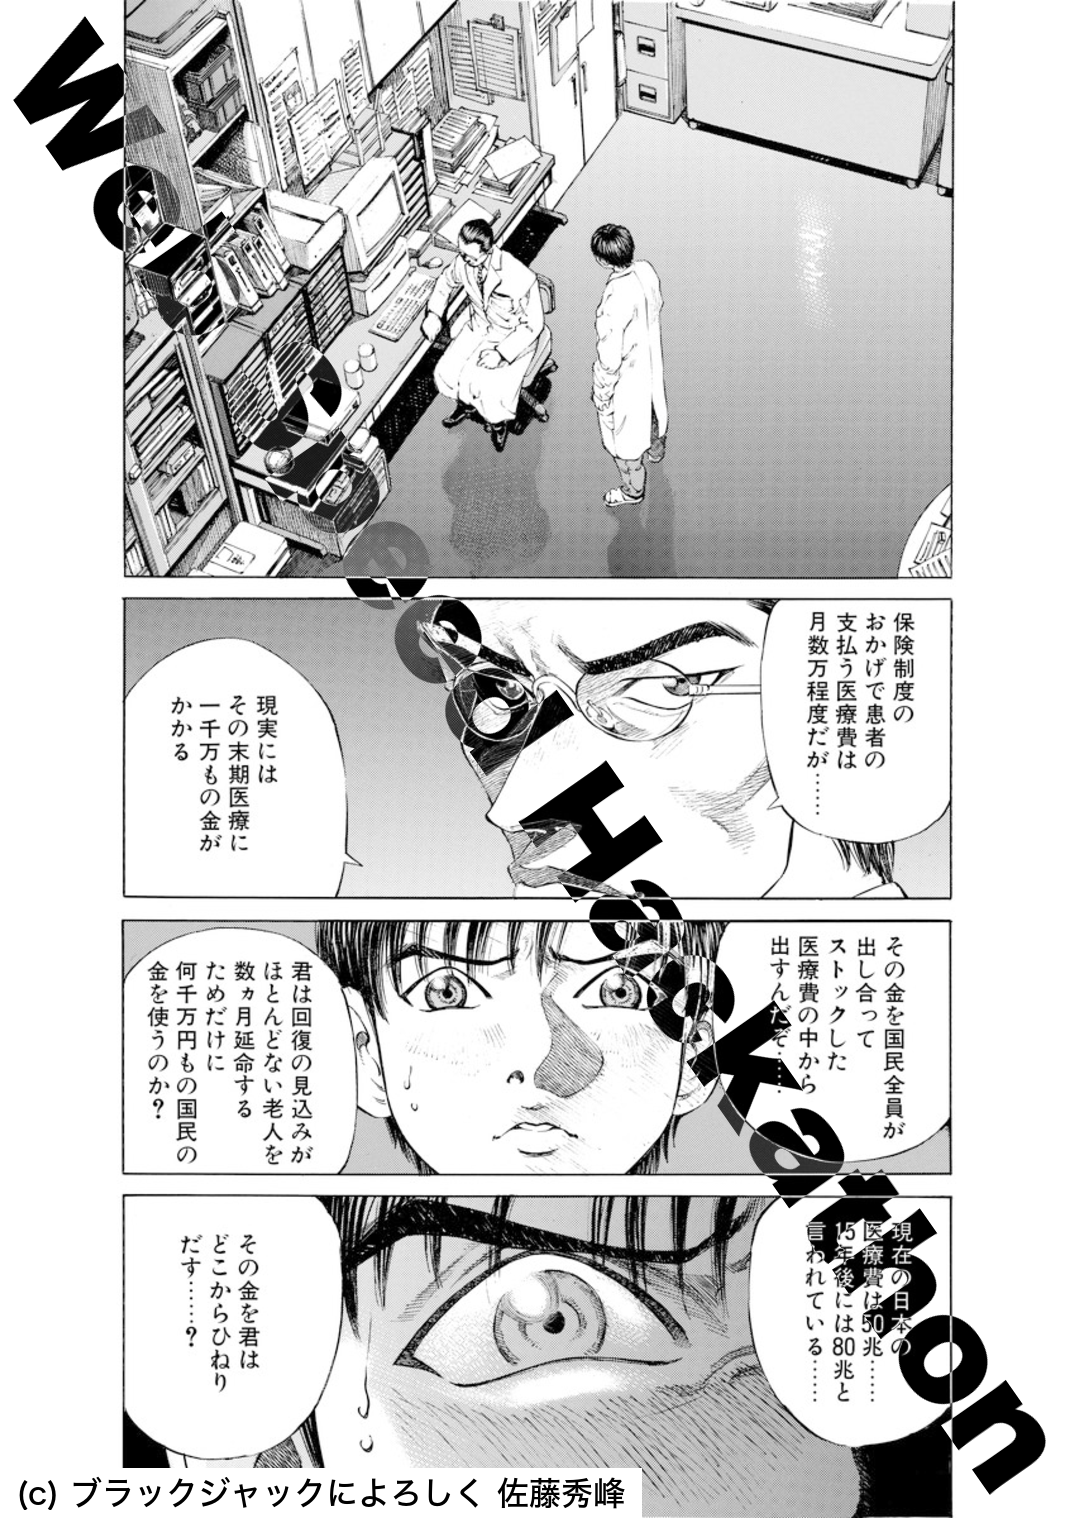 保険制度の
おかげで患者の
支払う医療費は
月数万程度だが……
現実には
その末期医療に
一千万もの金が
かかる
その金を国民全員が
出し合って
ストックした
医療費の中から
出すんだぞ……
君は回復の見込みが
ほとんどない老人を
数ヵ月延命する
ためだけに
何千万円もの国民の
金を使うのか？
現在の日本の
医療費は50兆……
15年後には80兆と
言われている……
その金を君は
どこからひねり
だす……？
Hackathon
(c) ブラックジャックによろしく 佐藤秀峰